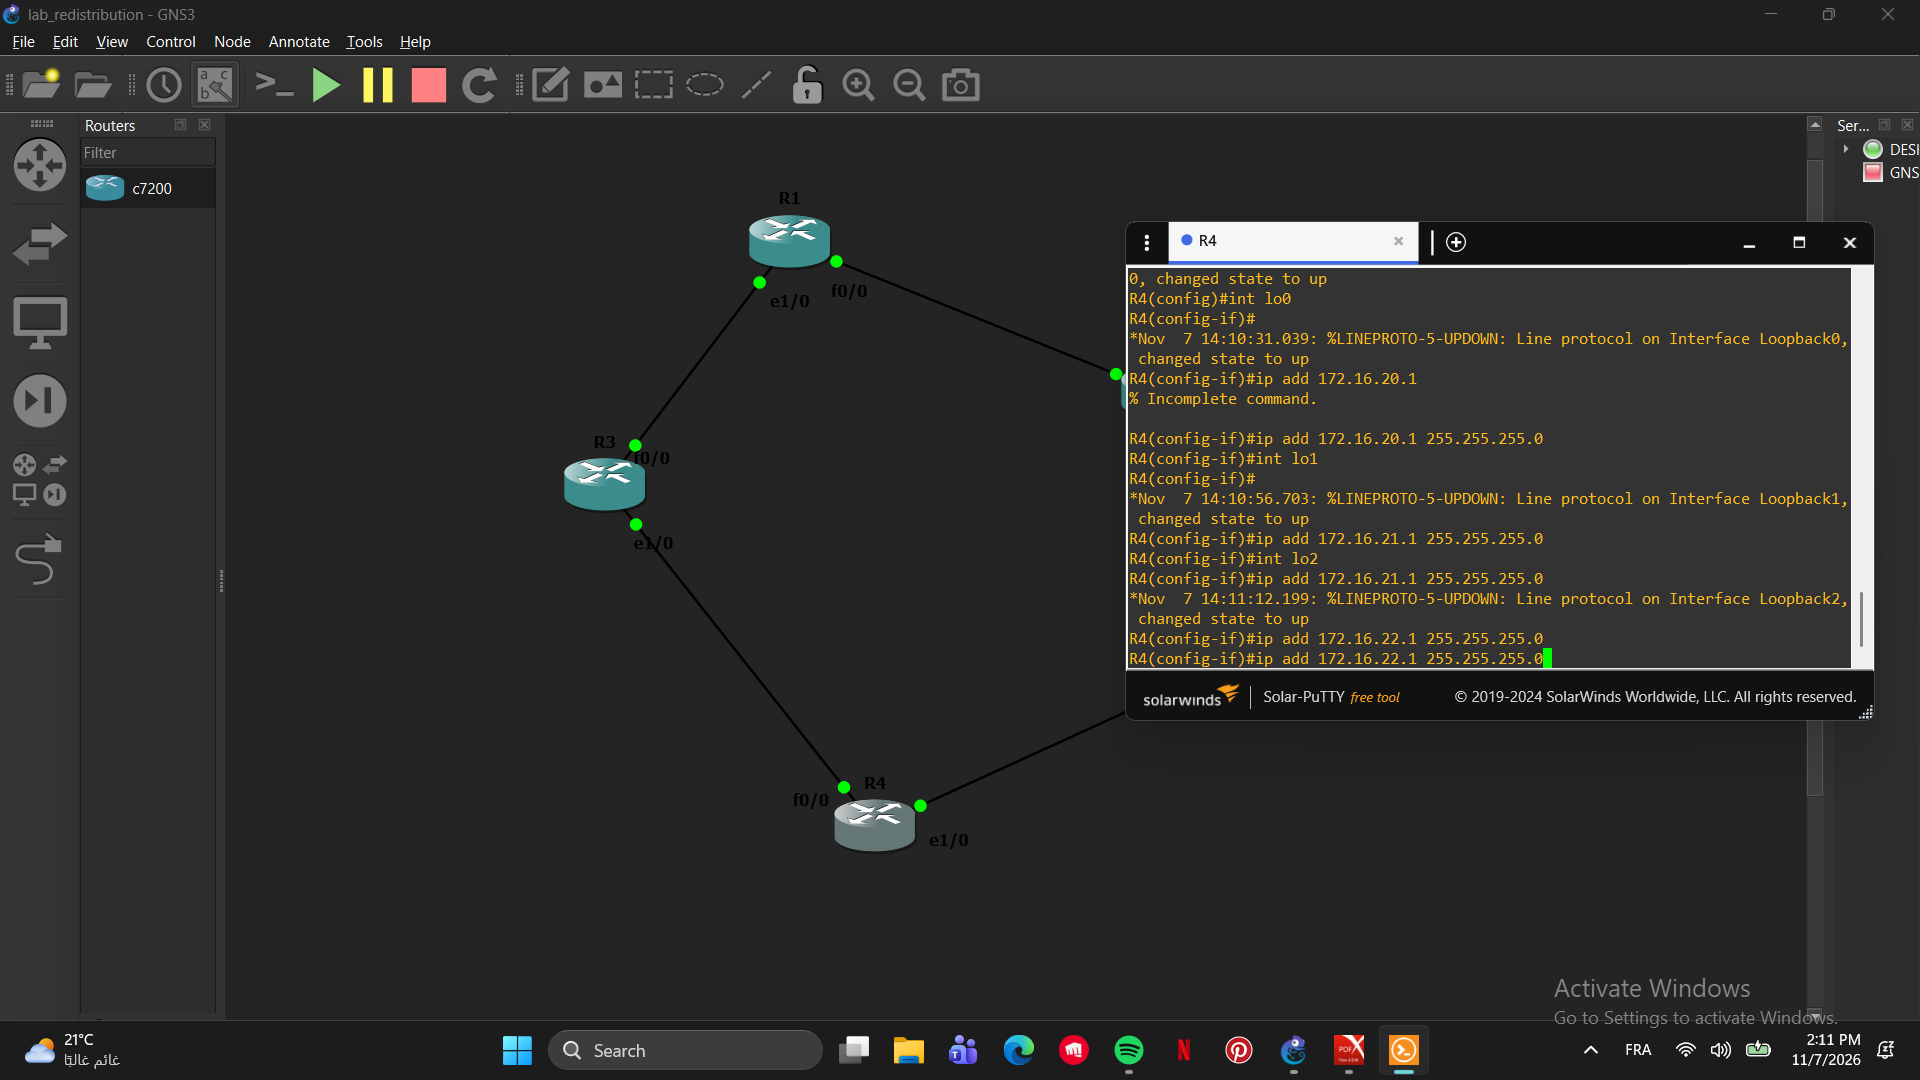 lab_redistribution - GNS3
File Edit View Control Node Annotate Tools Help
Routers
Filter
c7200
Ser...
DESI
GNS
R1
e1/0
f0/0
R3
f0/0
e1/0
R4
f0/0
e1/0
R4
0, changed state to up
R4(config)#int lo0
R4(config-if)#
*Nov  7 14:10:31.039: %LINEPROTO-5-UPDOWN: Line protocol on Interface Loopback0,
 changed state to up
R4(config-if)#ip add 172.16.20.1
% Incomplete command.
R4(config-if)#ip add 172.16.20.1 255.255.255.0
R4(config-if)#int lo1
R4(config-if)#
*Nov  7 14:10:56.703: %LINEPROTO-5-UPDOWN: Line protocol on Interface Loopback1,
 changed state to up
R4(config-if)#ip add 172.16.21.1 255.255.255.0
R4(config-if)#int lo2
R4(config-if)#ip add 172.16.21.1 255.255.255.0
*Nov  7 14:11:12.199: %LINEPROTO-5-UPDOWN: Line protocol on Interface Loopback2,
 changed state to up
R4(config-if)#ip add 172.16.22.1 255.255.255.0
R4(config-if)#ip add 172.16.22.1 255.255.255.0
solarwinds Solar-PuTTY free tool © 2019-2024 SolarWinds Worldwide, LLC. All rights reserved.
Activate Windows
Go to Settings to activate Windows.
21°C
غائم غالبًا
Search
FRA
2:11 PM
11/7/2026